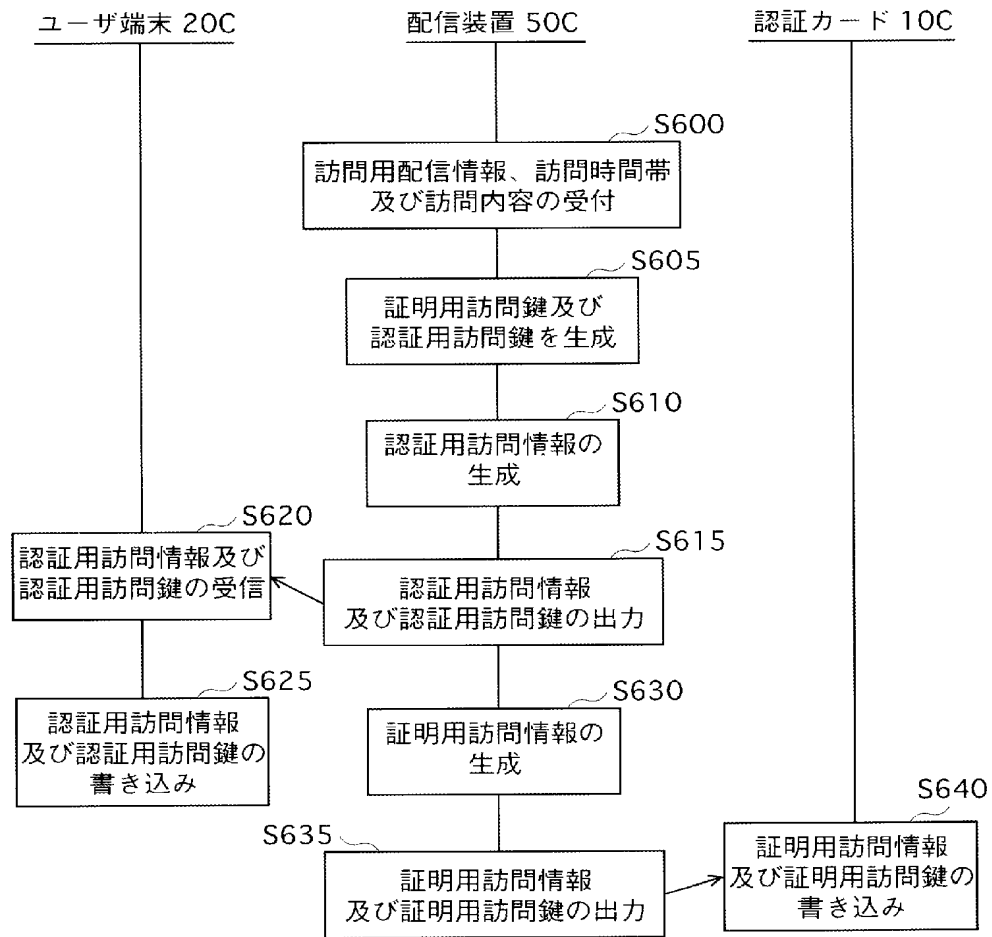 ユーザ端末 20C
配信装置 50C
認証カード 10C
S600
訪問用配信情報、訪問時間帯
及び訪問内容の受付
S605
証明用訪問鍵及び
認証用訪問鍵を生成
S610
認証用訪問情報の
生成
S615
認証用訪問情報
及び認証用訪問鍵の出力
S620
認証用訪問情報及び
認証用訪問鍵の受信
S625
認証用訪問情報
及び認証用訪問鍵の
書き込み
S630
証明用訪問情報の
生成
S635
証明用訪問情報
及び証明用訪問鍵の出力
S640
証明用訪問情報
及び証明用訪問鍵の
書き込み